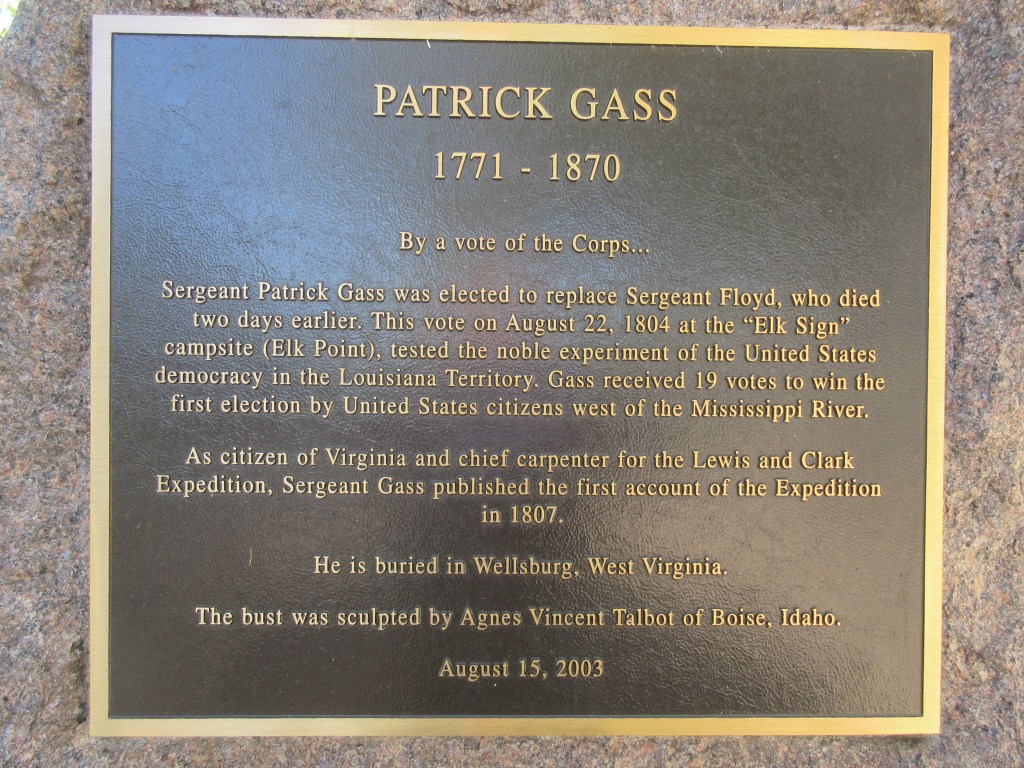 PATRICK GASS
1771 - 1870
By a vote of the Corps...
Sergeant Patrick Gass was elected to replace Sergeant Floyd, who died
two days earlier. This vote on August 22, 1804 at the “Elk Sign”
campsite (Elk Point), tested the noble experiment of the United States
democracy in the Louisiana Territory. Gass received 19 votes to win the
first election by United States citizens west of the Mississippi River.
As citizen of Virginia and chief carpenter for the Lewis and Clark
Expedition, Sergeant Gass published the first account of the Expedition
in 1807.
He is buried in Wellsburg, West Virginia.
The bust was sculpted by Agnes Vincent Talbot of Boise, Idaho.
August 15, 2003